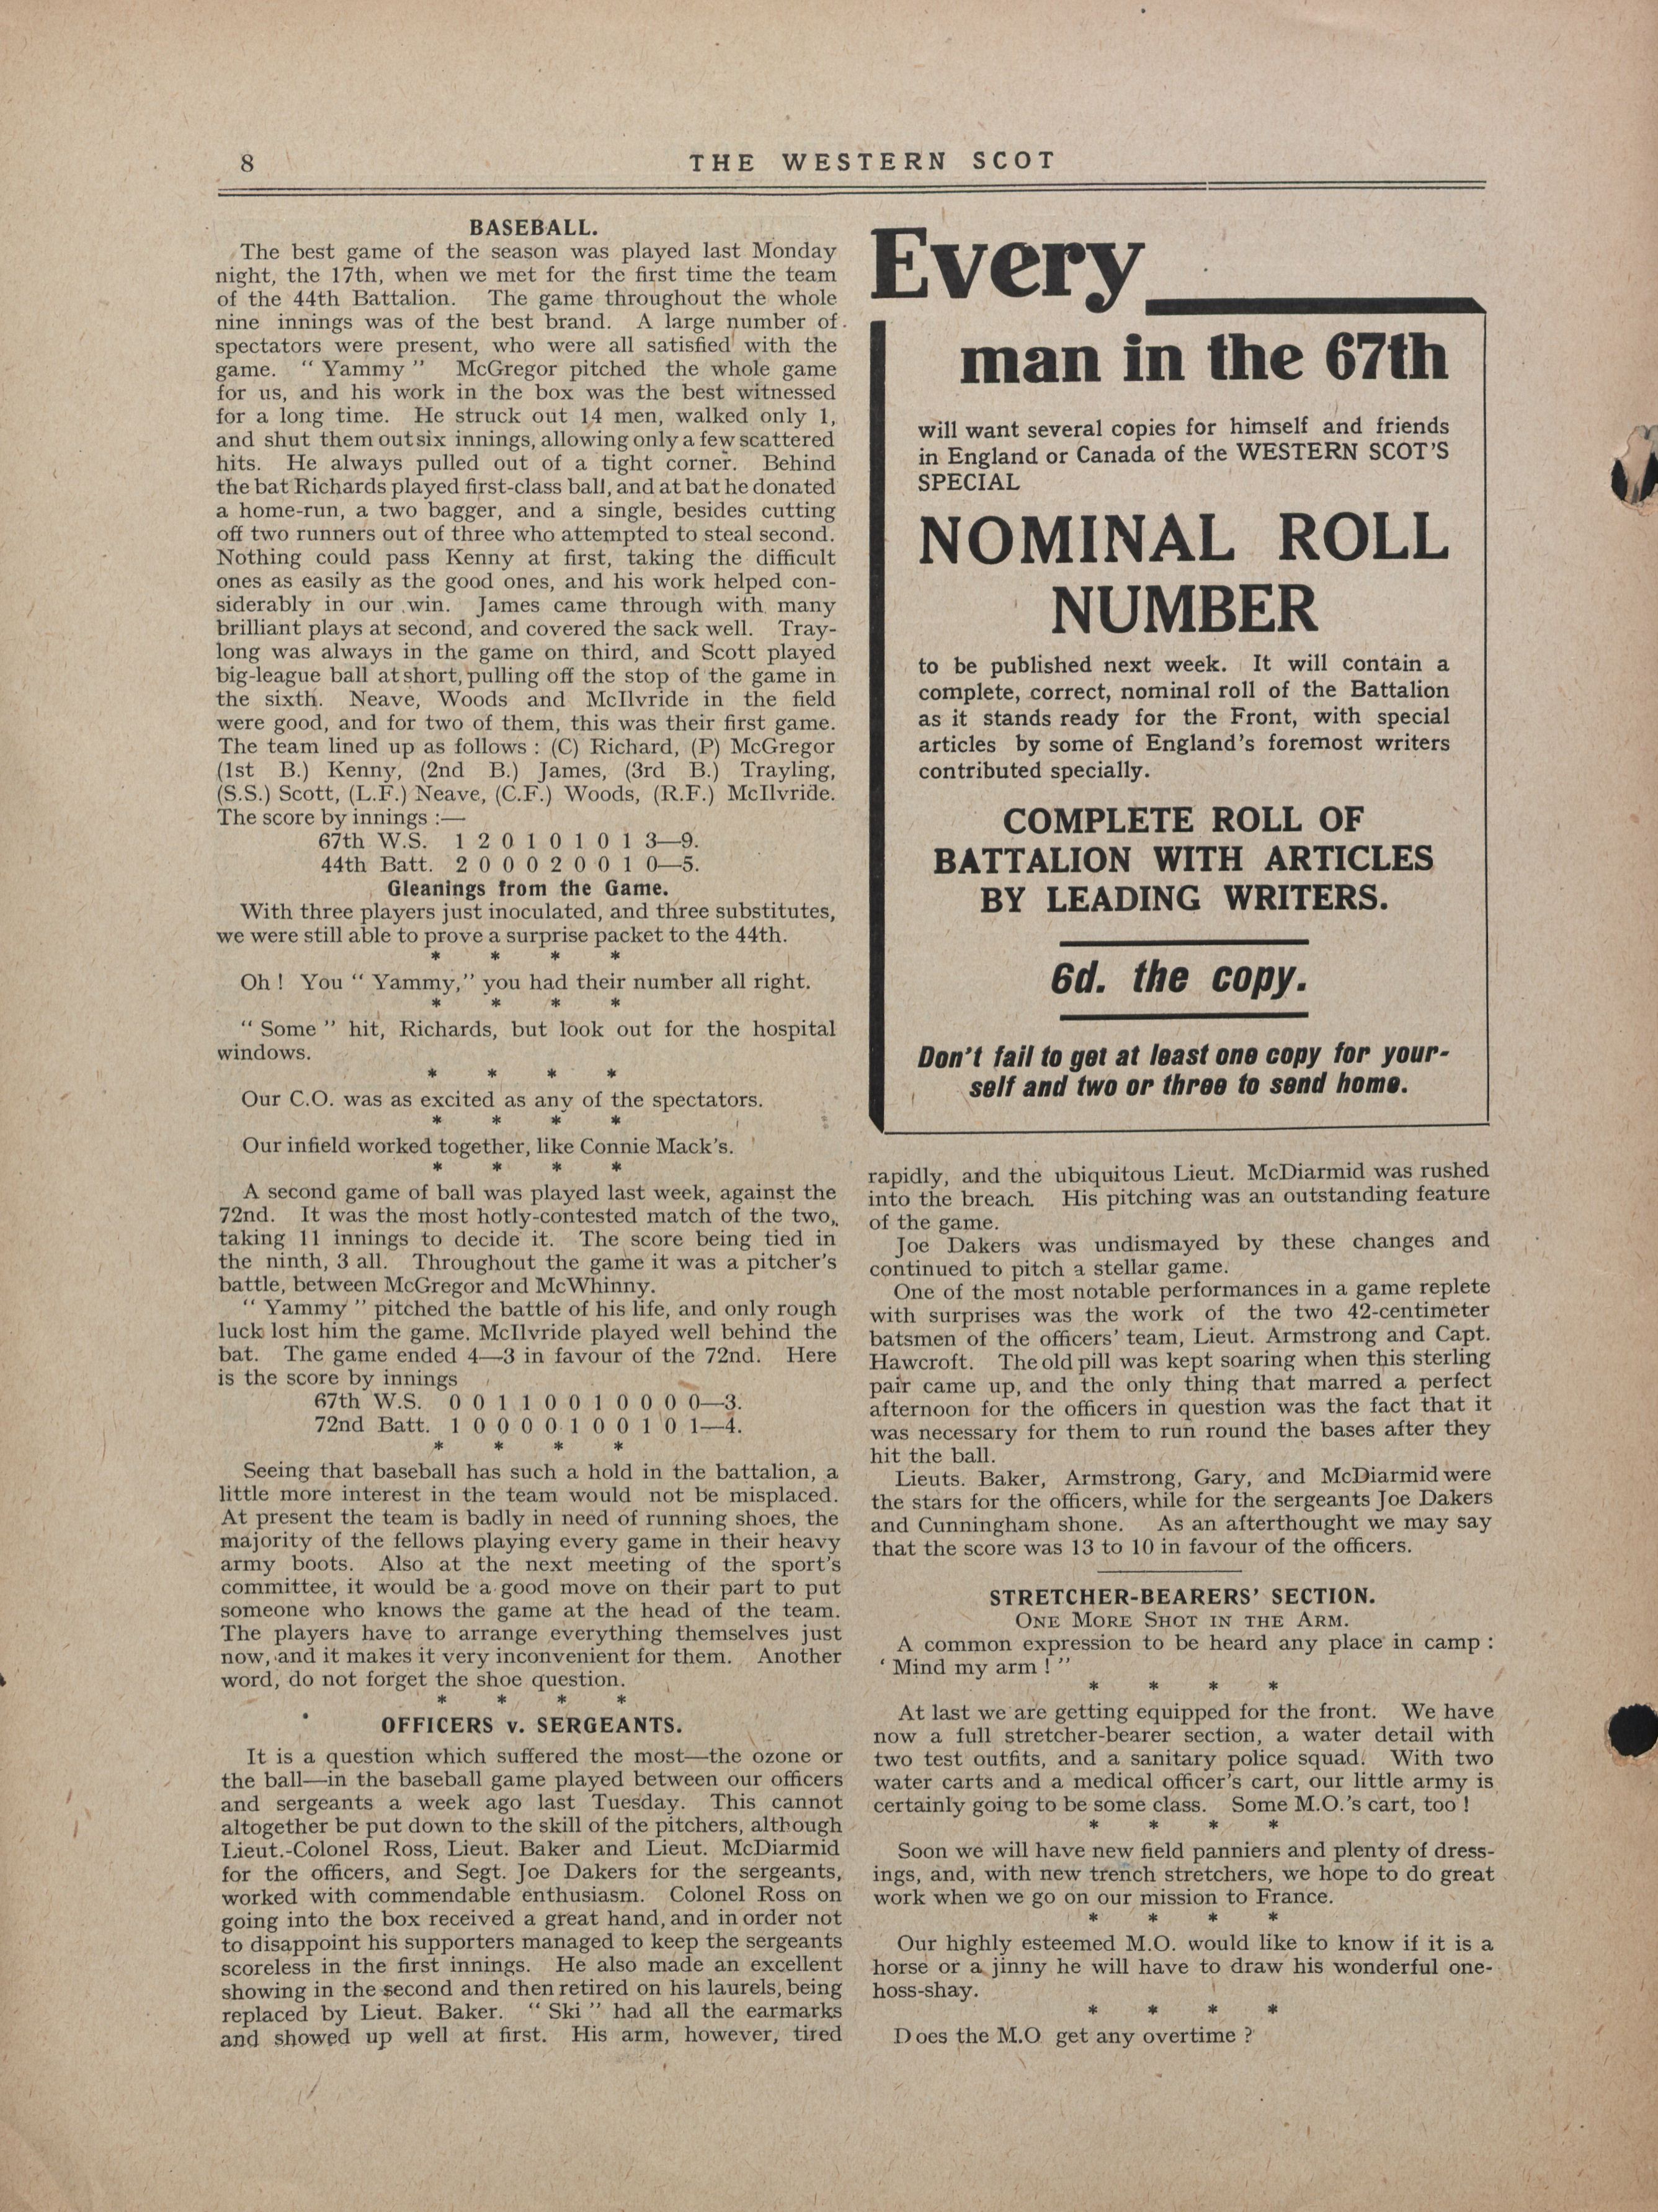 8
THE WESTERN SCOT
BASEBALL.
The best game of the season was played last Monday
night, the 17th, when we met for the first time the team
of the 44th Battalion. The game throughout the whole
nine innings was of the best brand. A large number of
spectators were present, who were all satisfied with the
game. " Yammy " McGregor pitched the whole game
for us, and his work in the box was the best witnessed
for a long time. He struck out 14 men, walked only 1,
and shut them out six innings, allowing only a few scattered
hits. He always pulled out of a tight corner. Behind
the bat Richards played first-class ball, and at bat he donated
a home-run, a two bagger, and a single, besides cutting
off two runners out of three who attempted to steal second.
Nothing could pass Kenny at first, taking the difficult
ones as easily as the good ones, and his work helped con-
siderably in our win. James came through with many
brilliant plays at second, and covered the sack well. Tray-
long was always in the game on third, and Scott played
big-league ball at short, pulling off the stop of the game in
the sixth. Neave, Woods and McIlvride in the field
were good, and for two of them, this was their first game.
The team lined up as follows : (C) Richard, (P) McGregor
(1st B.) Kenny, (2nd B.) James, (3rd B.) Trayling,
(S.S.) Scott, (L.F.) Neave, (C.F.) Woods, (R.F.) McIlvride.
The score by innings :—
67th W.S. 1 2 0 1 0 1 0 1 3—9.
44th Batt. 2 0 0 0 2 0 0 1 0—5.
Gleanings from the Game.
With three players just inoculated, and three substitutes,
we were still able to prove a surprise packet to the 44th.
* * * *
Oh ! You " Yammy," you had their number all right.
* * * *
" Some " hit, Richards, but look out for the hospital
windows.
* * * *
Our C.O. was as excited as any of the spectators.
* * * *
Our infield worked together, like Connie Mack's.
* * * *
A second game of ball was played last week, against the
72nd. It was the most hotly-contested match of the two,
taking 11 innings to decide it. The score being tied in
the ninth, 3 all. Throughout the game it was a pitcher's
battle, between McGregor and McWhinny.
" Yammy " pitched the battle of his life, and only rough
luck lost him the game. McIlvride played well behind the
bat. The game ended 4—3 in favour of the 72nd. Here
is the score by innings
67th W.S. 0 0 1 1 0 0 1 0 0 0 0—3.
72nd Batt. 1 0 0 0 0 1 0 0 1 0 1—4.
* * * *
Seeing that baseball has such a hold in the battalion, a
little more interest in the team would not be misplaced.
At present the team is badly in need of running shoes, the
majority of the fellows playing every game in their heavy
army boots. Also at the next meeting of the sport's
committee, it would be a good move on their part to put
someone who knows the game at the head of the team.
The players have to arrange everything themselves just
now, and it makes it very inconvenient for them. Another
word, do not forget the shoe question.
* * * *
OFFICERS v. SERGEANTS.
It is a question which suffered the most—the ozone or
the ball—in the baseball game played between our officers
and sergeants a week ago last Tuesday. This cannot
altogether be put down to the skill of the pitchers, although
Lieut.-Colonel Ross, Lieut. Baker and Lieut. McDiarmid
for the officers, and Segt. Joe Dakers for the sergeants,
worked with commendable enthusiasm. Colonel Ross on
going into the box received a great hand, and in order not
to disappoint his supporters managed to keep the sergeants
scoreless in the first innings. He also made an excellent
showing in the second and then retired on his laurels, being
replaced by Lieut. Baker. " Ski " had all the earmarks
and showed up well at first. His arm, however, tired
Every
man in the 67th
will want several copies for himself and friends
in England or Canada of the WESTERN SCOT'S
SPECIAL
NOMINAL ROLL
NUMBER
to be published next week. It will contain a
complete, correct, nominal roll of the Battalion
as it stands ready for the Front, with special
articles by some of England's foremost writers
contributed specially.
COMPLETE ROLL OF
BATTALION WITH ARTICLES
BY LEADING WRITERS.
6d. the copy.
Don't fail to get at least one copy for your-
self and two or three to send home.
rapidly, and the ubiquitous Lieut. McDiarmid was rushed
into the breach. His pitching was an outstanding feature
of the game.
Joe Dakers was undismayed by these changes and
continued to pitch a stellar game.
One of the most notable performances in a game replete
with surprises was the work of the two 42-centimeter
batsmen of the officers' team, Lieut. Armstrong and Capt.
Hawcroft. The old pill was kept soaring when this sterling
pair came up, and the only thing that marred a perfect
afternoon for the officers in question was the fact that it
was necessary for them to run round the bases after they
hit the ball.
Lieuts. Baker, Armstrong, Gary, and McDiarmid were
the stars for the officers, while for the sergeants Joe Dakers
and Cunningham shone. As an afterthought we may say
that the score was 13 to 10 in favour of the officers.
STRETCHER-BEARERS' SECTION.
ONE MORE SHOT IN THE ARM.
A common expression to be heard any place in camp :
' Mind my arm ! "
* * * *
At last we are getting equipped for the front. We have
now a full stretcher-bearer section, a water detail with
two test outfits, and a sanitary police squad. With two
water carts and a medical officer's cart, our little army is
certainly going to be some class. Some M.O.'s cart, too !
* * * *
Soon we will have new field panniers and plenty of dress-
ings, and, with new trench stretchers, we hope to do great
work when we go on our mission to France.
* * * *
Our highly esteemed M.O. would like to know if it is a
horse or a jinny he will have to draw his wonderful one-
hoss-shay.
* * * *
Does the M.O get any overtime ?